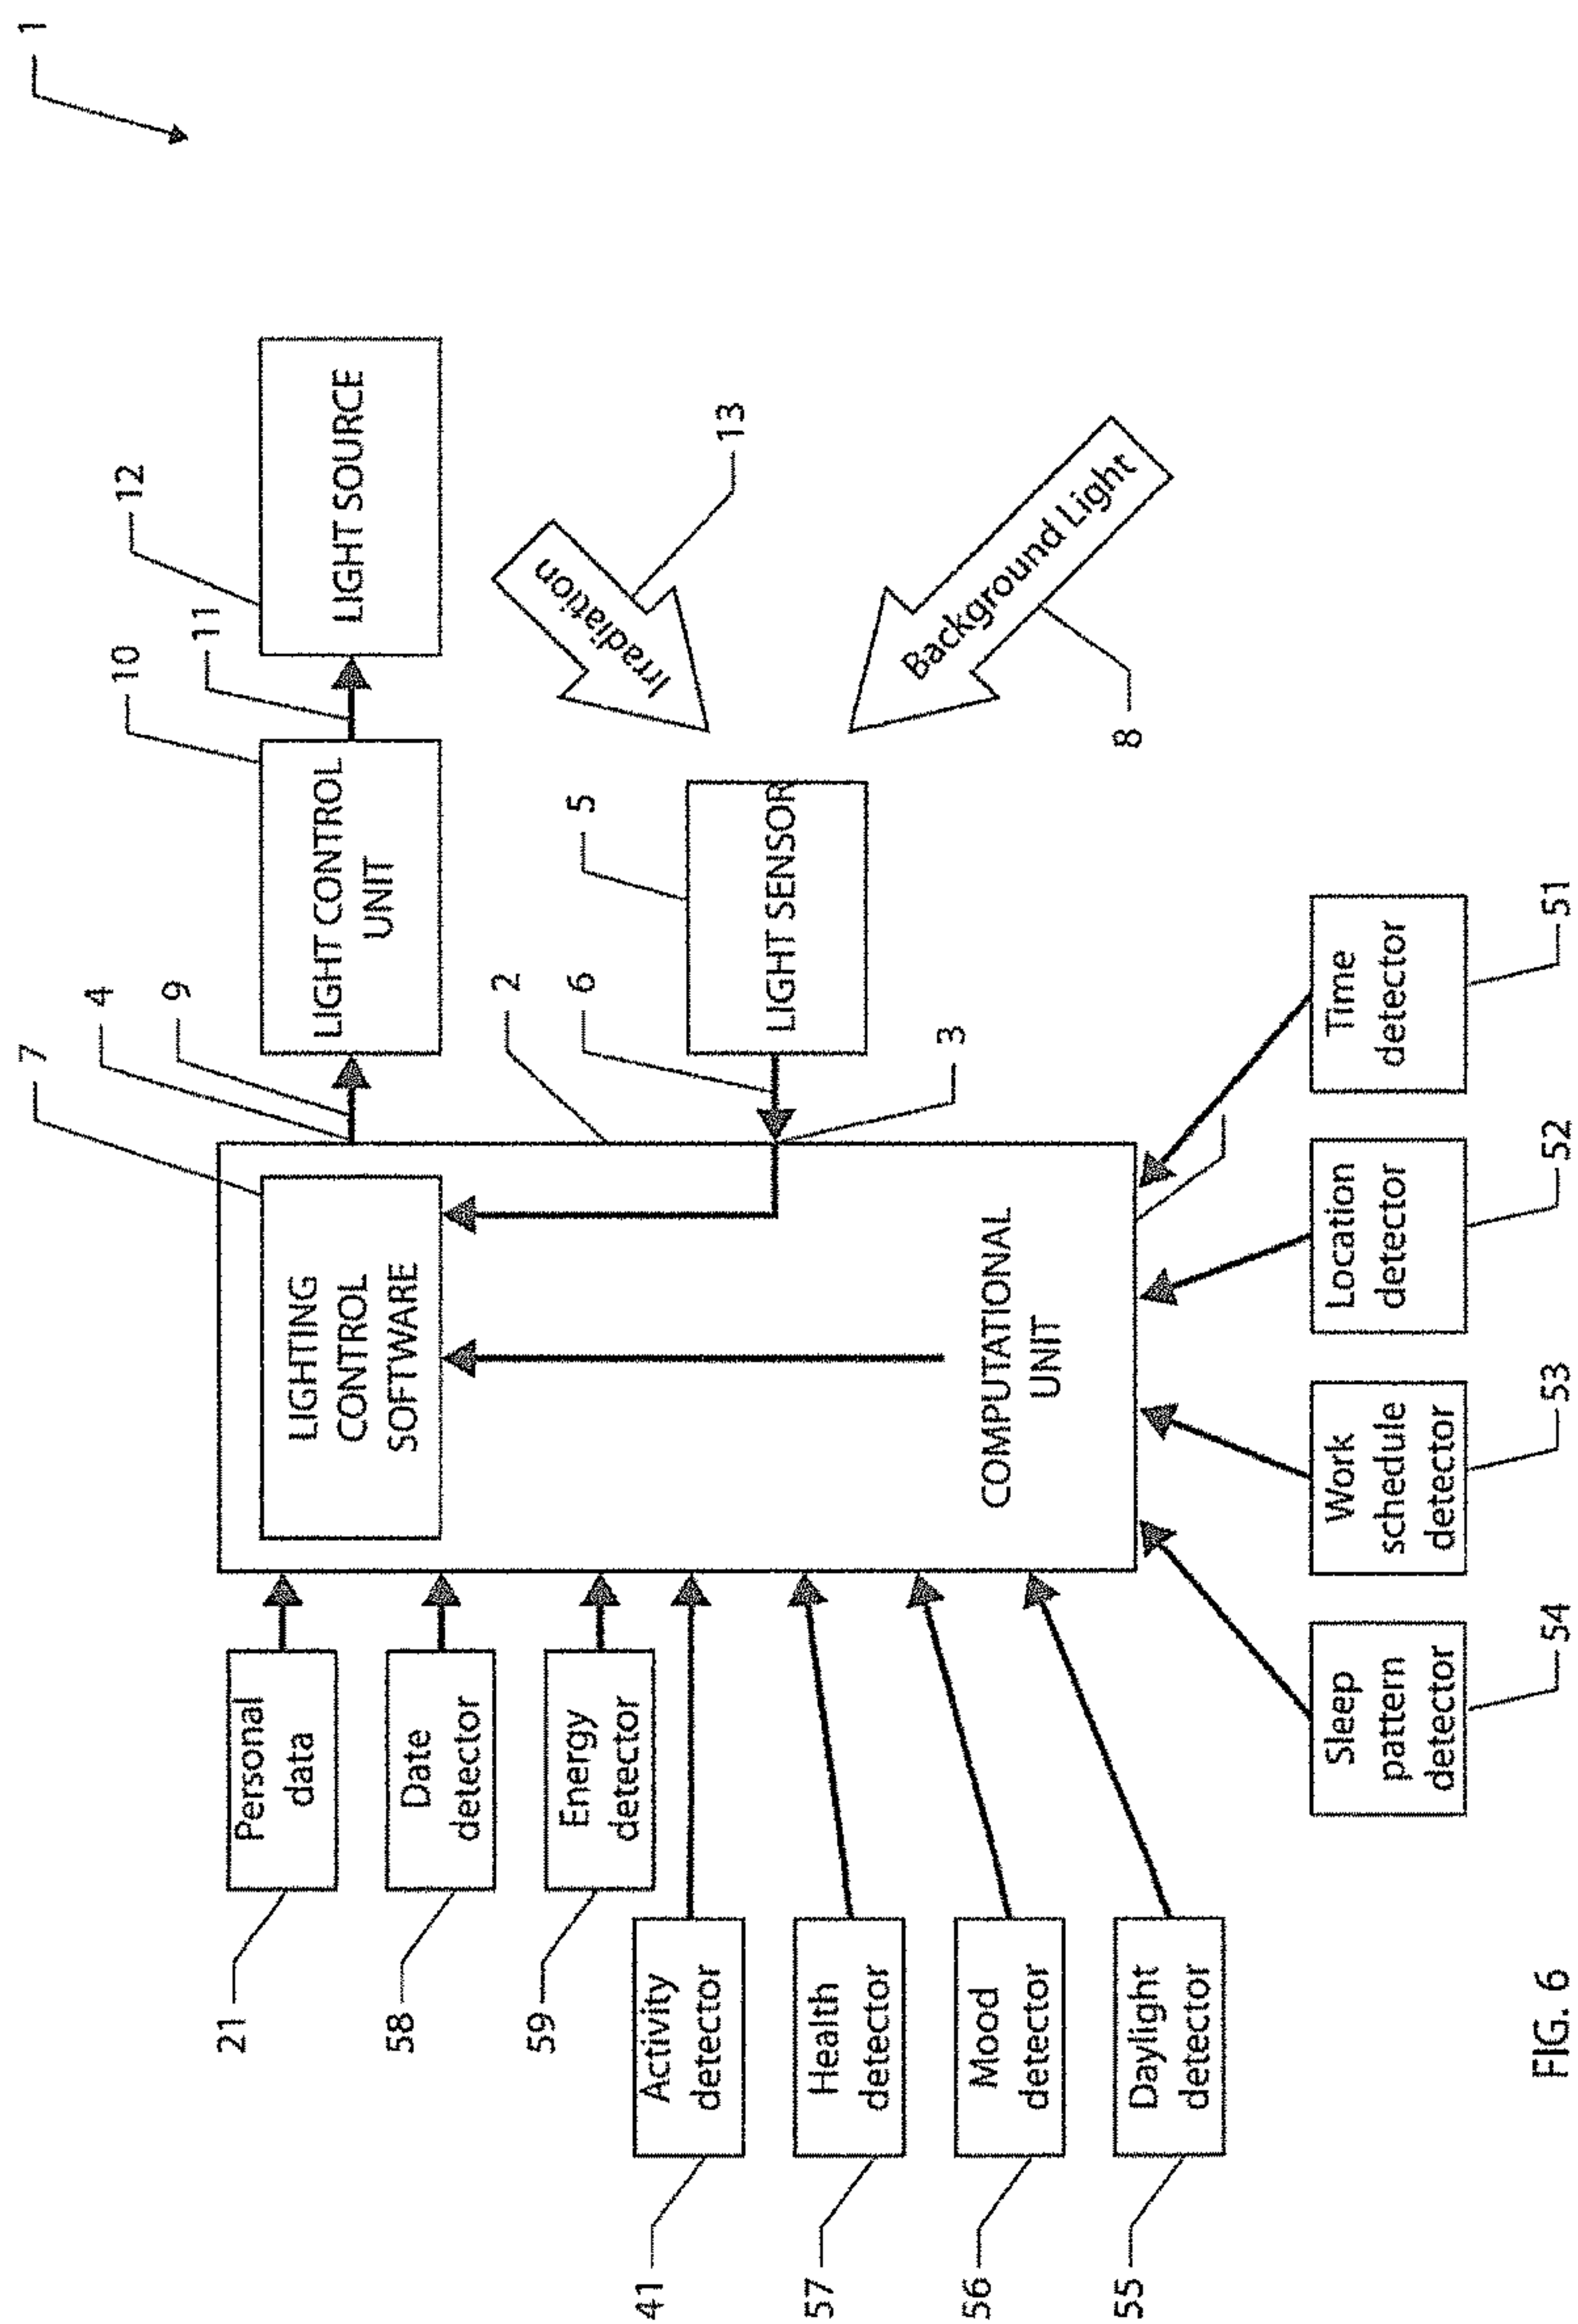 1
21
Personal
data
58
Date
detector
59
Energy
detector
41
Activity
detector
57
Health
detector
56
Mood
detector
55
Daylight
detector
7
LIGHTING
CONTROL
SOFTWARE
COMPUTATIONAL
UNIT
4
9
2
6
3
10
LIGHT CONTROL
UNIT
11
12
LIGHT SOURCE
5
LIGHT SENSOR
Irradiation
13
Background Light
8
Sleep
pattern
detector
54
Work
schedule
detector
53
Location
detector
52
Time
detector
51
FIG. 6